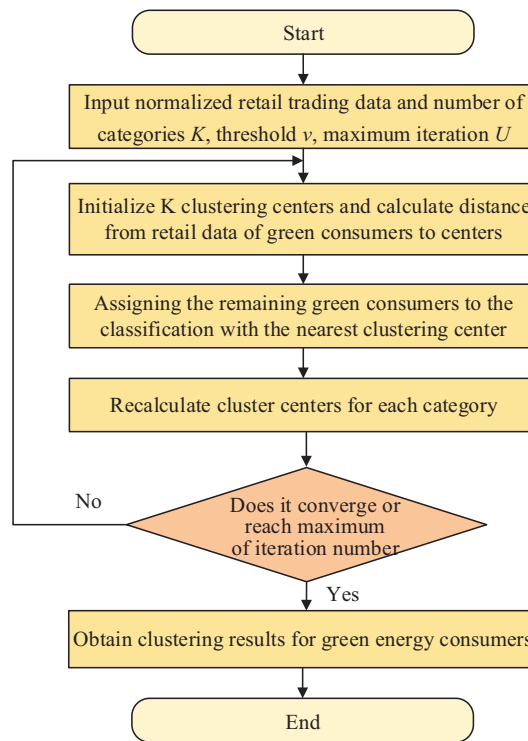 Start
Input normalized retail trading data and number of
categories K, threshold v, maximum iteration U
Initialize K clustering centers and calculate distance
from retail data of green consumers to centers
Assigning the remaining green consumers to the
classification with the nearest clustering center
Recalculate cluster centers for each category
No
Does it converge or
reach maximum
of iteration number
Yes
Obtain clustering results for green energy consumers
End